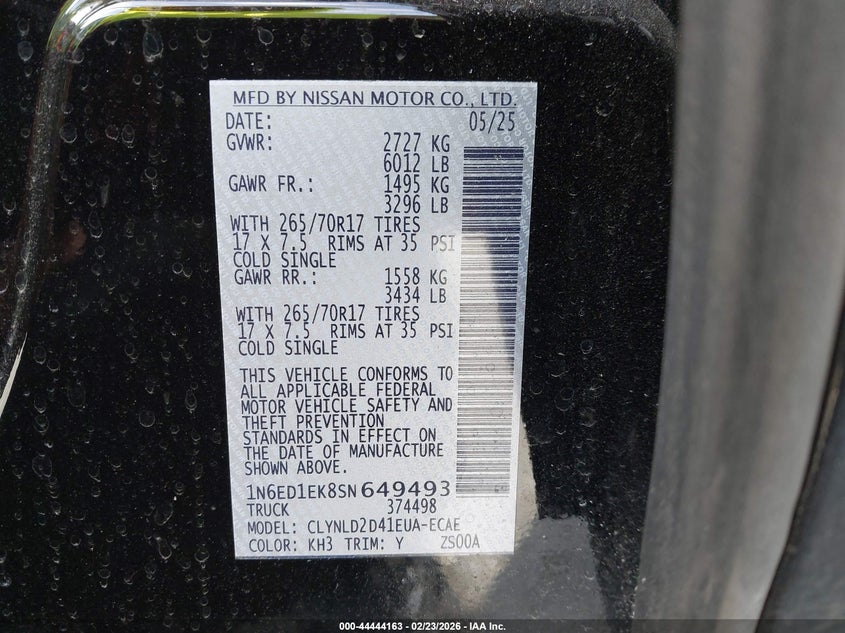 MFD BY NISSAN MOTOR CO., LTD.
DATE: 05/25
GVWR: 2727 KG
6012 LB
GAWR FR.: 1495 KG
3296 LB
WITH 265/70R17 TIRES
17 X 7.5 RIMS AT 35 PSI
COLD SINGLE
GAWR RR.: 1558 KG
3434 LB
WITH 265/70R17 TIRES
17 X 7.5 RIMS AT 35 PSI
COLD SINGLE
THIS VEHICLE CONFORMS TO
ALL APPLICABLE FEDERAL
MOTOR VEHICLE SAFETY AND
THEFT PREVENTION
STANDARDS IN EFFECT ON
THE DATE OF MANUFACTURE
SHOWN ABOVE.
1N6ED1EK8SN649493
TRUCK 374498
MODEL: CLYNLD2D41EUA-ECAE
COLOR: KH3 TRIM: Y ZS00A
000-44444163 - 02/23/2026 - IAA Inc.